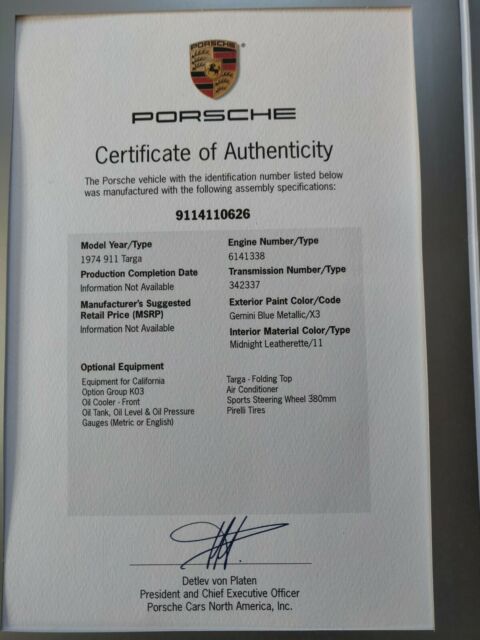 PORSCHE
PORSCHE
Certificate of Authenticity
The Porsche vehicle with the identification number listed below
was manufactured with the following assembly specifications:
9114110626
Model Year/Type
1974 911 Targa
Production Completion Date
Information Not Available
Manufacturer's Suggested
Retail Price (MSRP)
Information Not Available
Engine Number/Type
6141338
Transmission Number/Type
342337
Exterior Paint Color/Code
Gemini Blue Metallic/X3
Interior Material Color/Type
Midnight Leatherette/11
Optional Equipment
Equipment for California
Option Group K03
Oil Cooler - Front
Oil Tank, Oil Level & Oil Pressure
Gauges (Metric or English)
Targa - Folding Top
Air Conditioner
Sports Steering Wheel 380mm
Pirelli Tires
Detlev von Platen
President and Chief Executive Officer
Porsche Cars North America, Inc.